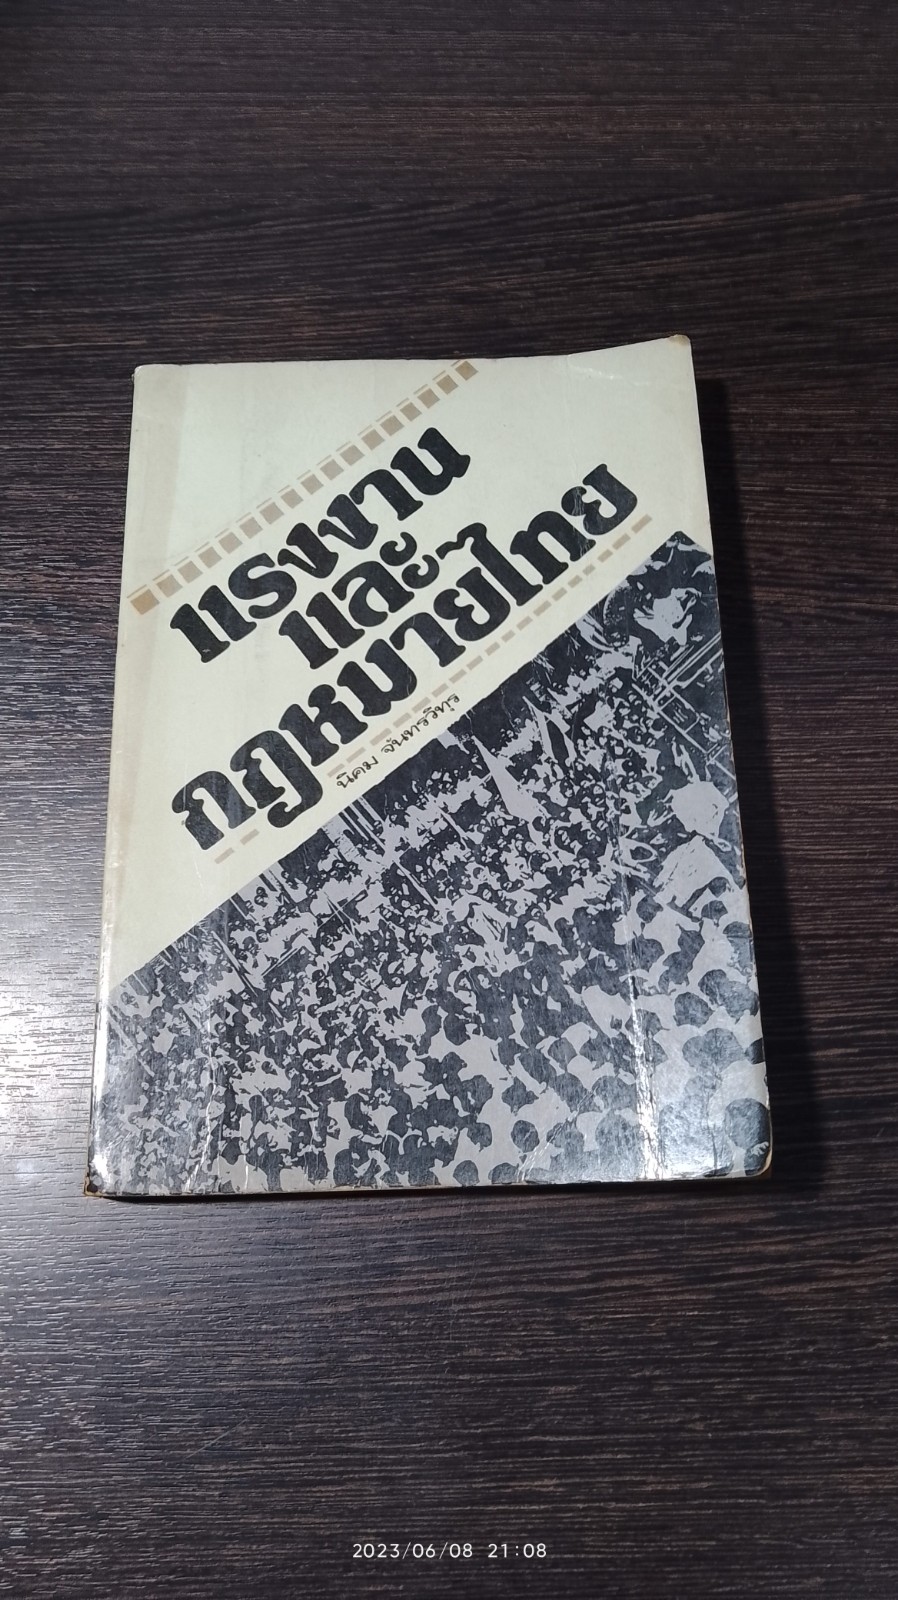 แรงงาน
และ
กฎหมายไทย
นิคม จันทรวิทุร
2023/06/08 21:08